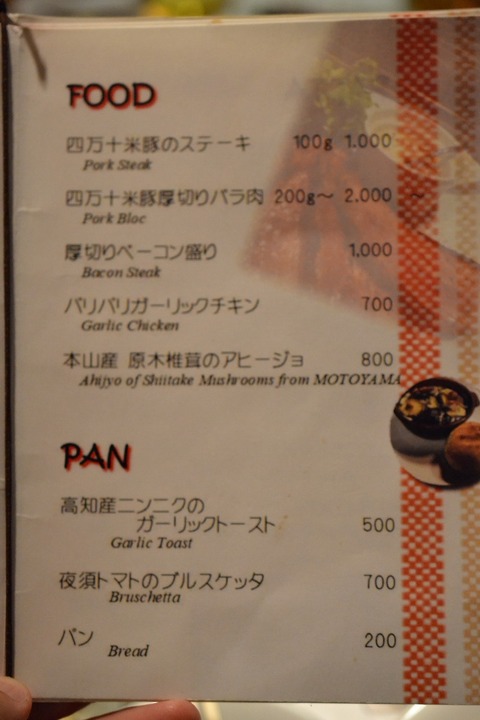 FOOD
四万十米豚のステーキ 100g 1.000
Pork Steak
四万十米豚厚切りバラ肉 200g～ 2.000 ～
Pork Bloc
厚切りベーコン盛り 1.000
Bacon Steak
バリバリガーリックチキン 700
Garlic Chicken
本山産 原木椎茸のアヒージョ 800
Ahijyo of Shiitake Mushrooms from MOTOYAMA
PAN
高知産ニンニクの
ガーリックトースト 500
Garlic Toast
夜須トマトのブルスケッタ 700
Bruschetta
パン 200
Bread